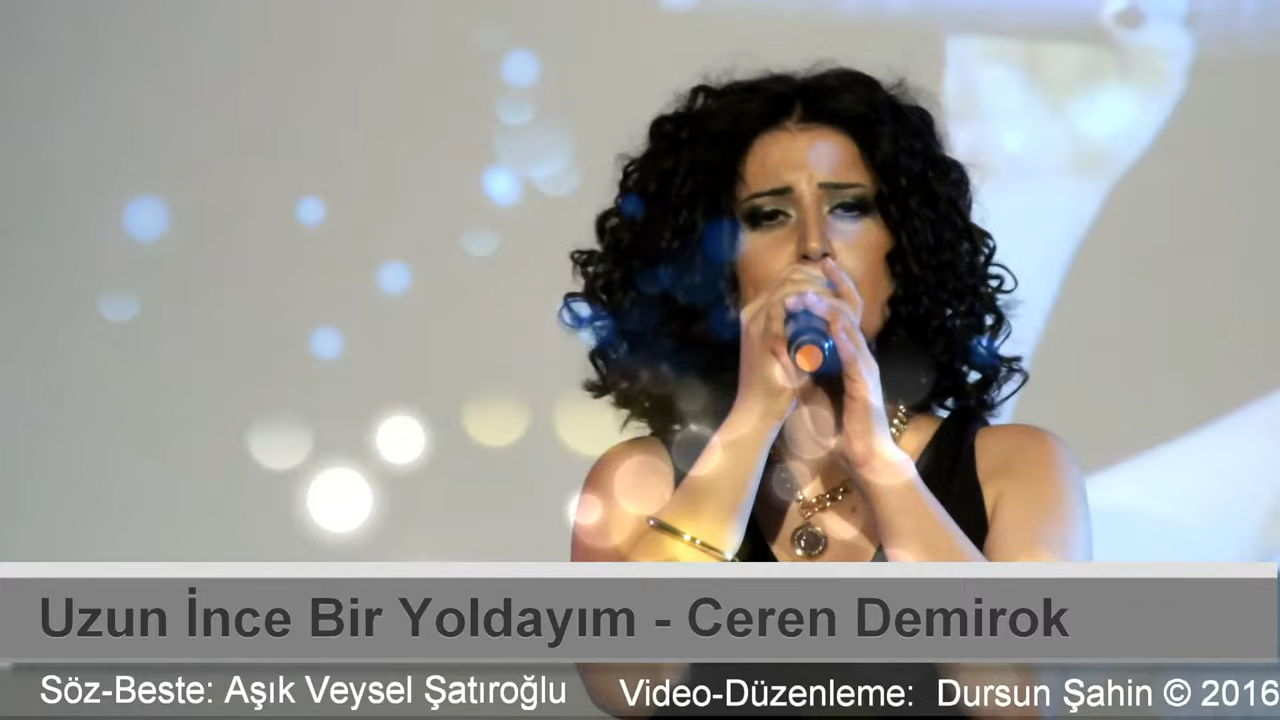 Uzun İnce Bir Yoldayım - Ceren Demirok
Söz-Beste: Aşık Veysel Şatıroğlu Video-Düzenleme: Dursun Şahin © 2016